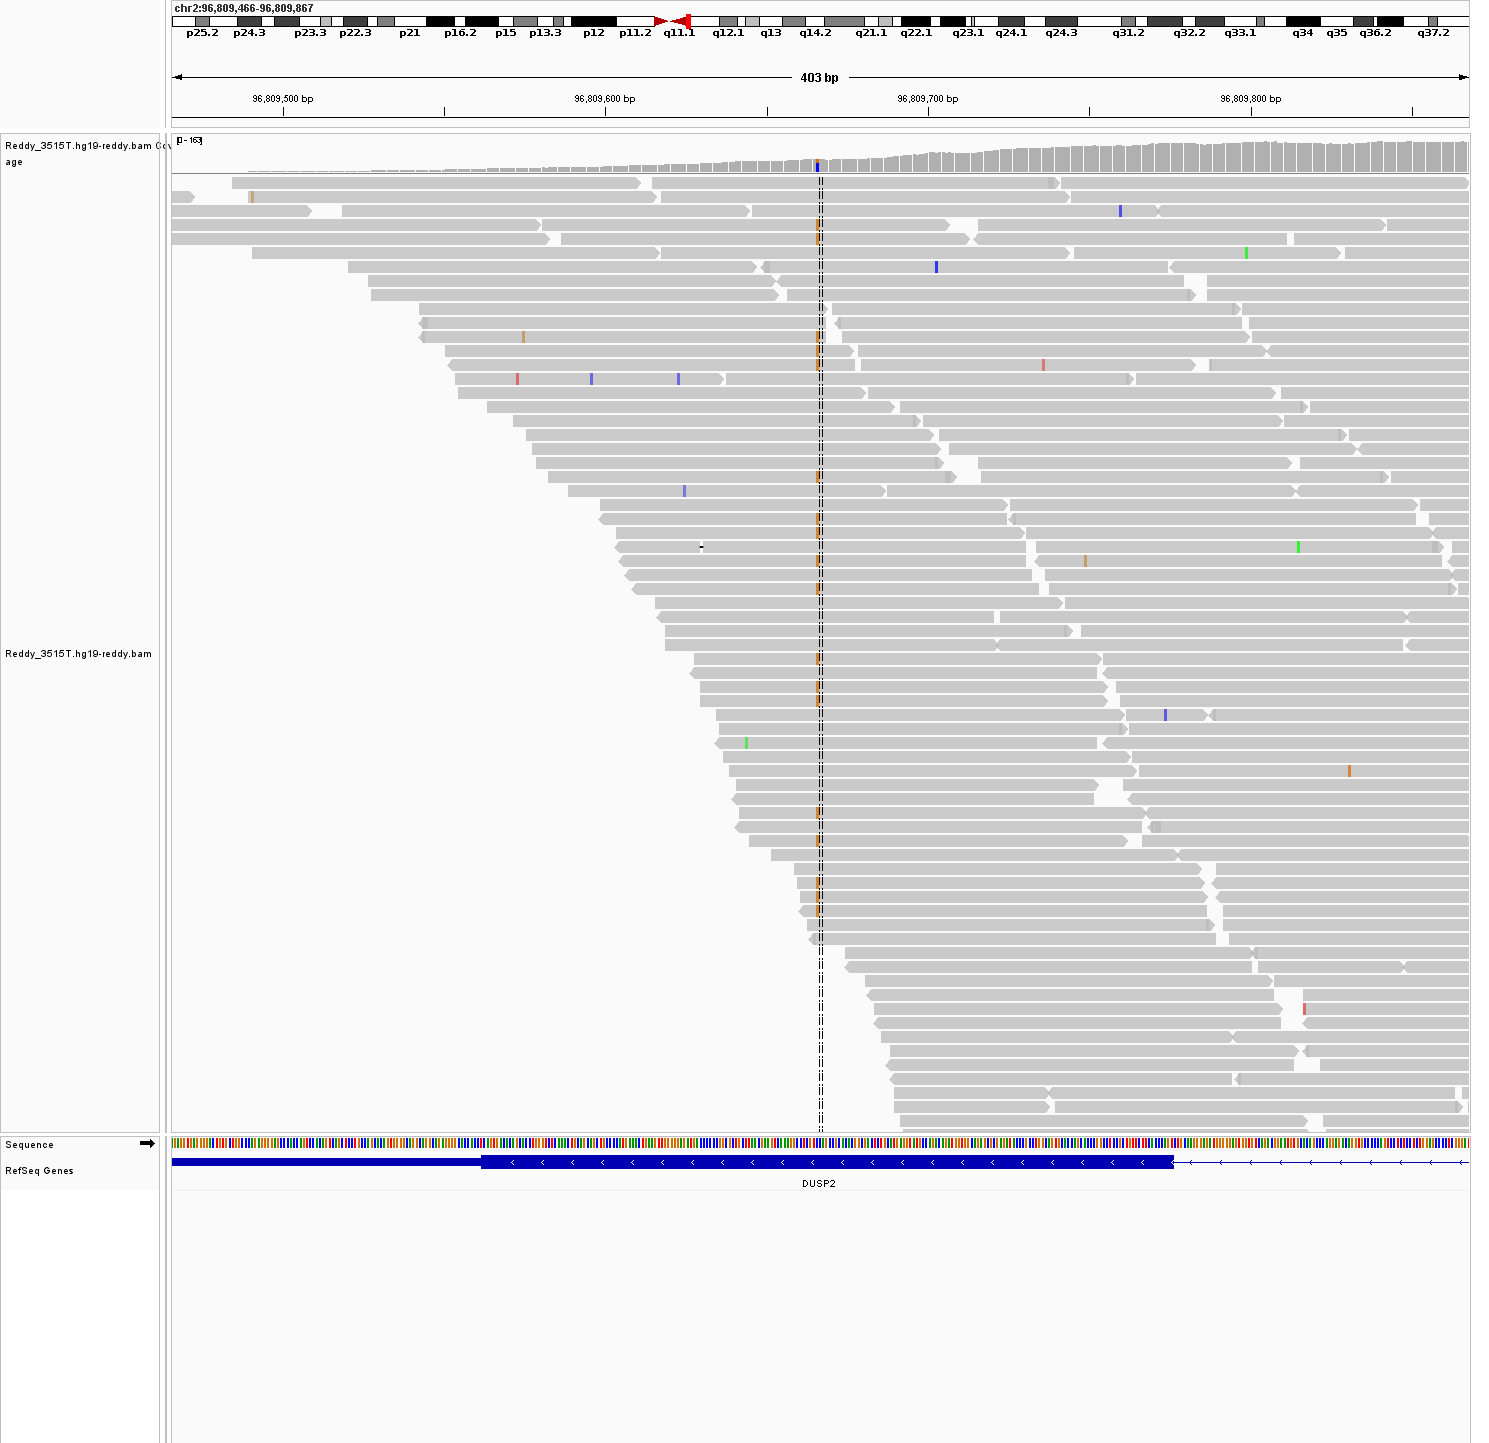 chr2:96,809,466-96,809,867
p25.2 p24.3 p23.3 p22.3 p21 p16.2 p15 p13.3 p12 p11.2 q11.1 q12.1 q13 q14.2 q21.1 q22.1 q23.1 q24.1 q24.3 q31.2 q32.2 q33.1 q34 q35 q36.2 q37.2
403 bp
96,809,500 bp 96,809,600 bp 96,809,700 bp 96,809,800 bp
[0 - 163]
Reddy_3515T.hg19-reddy.bam Cov
age
Reddy_3515T.hg19-reddy.bam
Sequence
RefSeq Genes
DUSP2